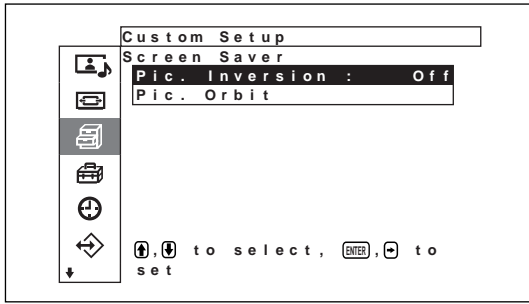 Custom Setup
Screen Saver
Pic. Inversion : Off
Pic. Orbit
↑,↓ to select, ENTER,→ to
set